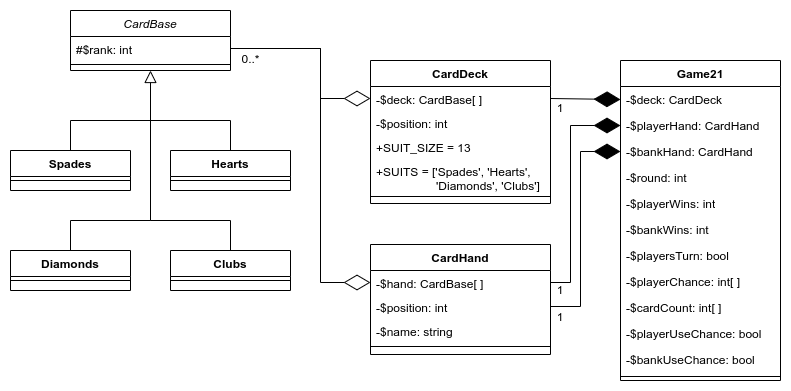 CardBase
#$rank: int
0..*
Spades
Hearts
Diamonds
Clubs
CardDeck
-$deck: CardBase[ ]
-$position: int
+SUIT_SIZE = 13
+SUITS = ['Spades', 'Hearts',
'Diamonds', 'Clubs']
1
CardHand
-$hand: CardBase[ ]
-$position: int
-$name: string
1
1
Game21
-$deck: CardDeck
-$playerHand: CardHand
-$bankHand: CardHand
-$round: int
-$playerWins: int
-$bankWins: int
-$playersTurn: bool
-$playerChance: int[ ]
-$cardCount: int[ ]
-$playerUseChance: bool
-$bankUseChance: bool